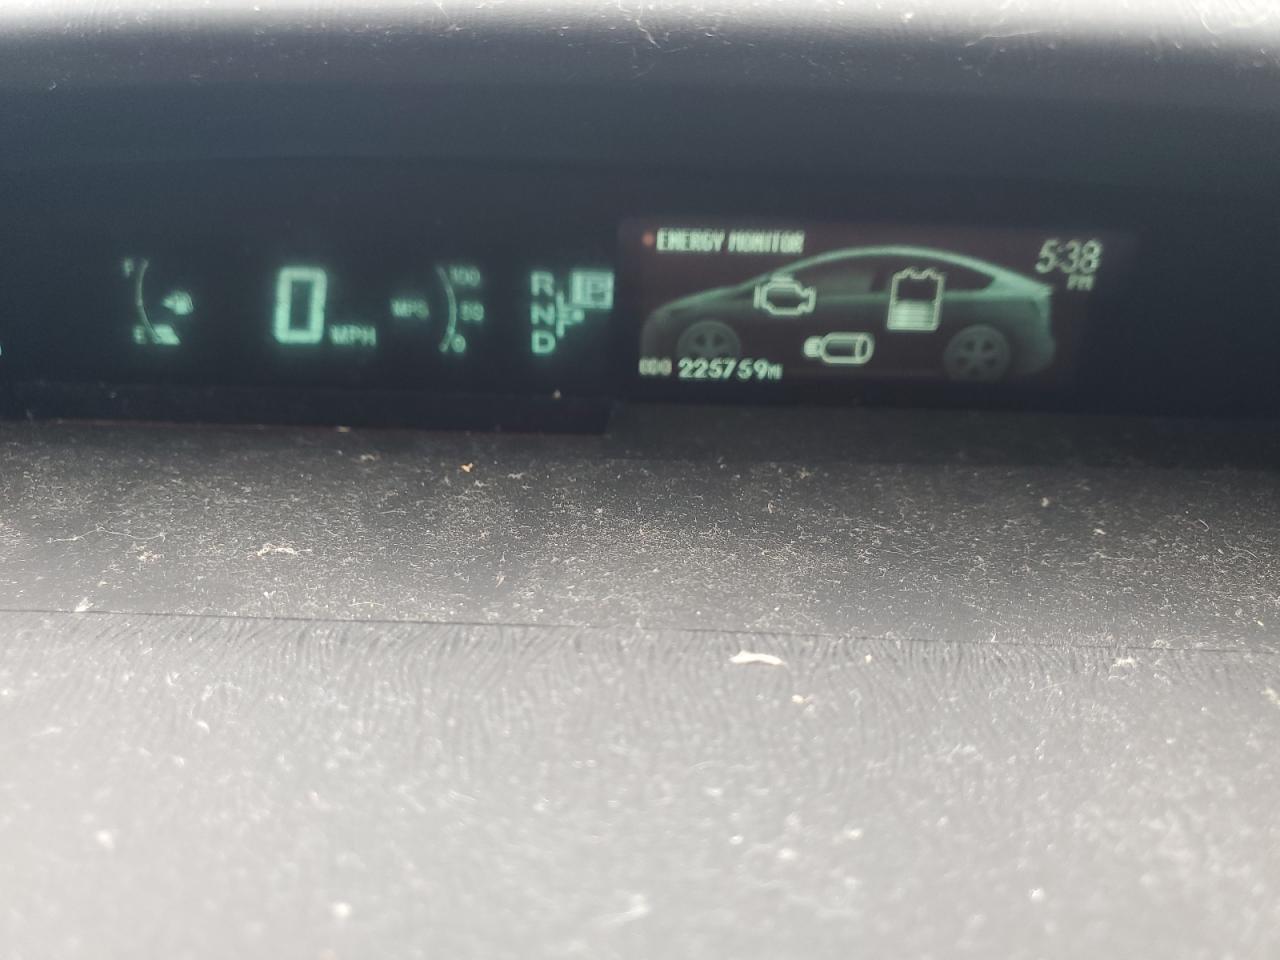 F
E
0 MPH
MPG
100
50
0
R
P
N
D
ENERGY MONITOR
5:38
PM
ODO 225759MI